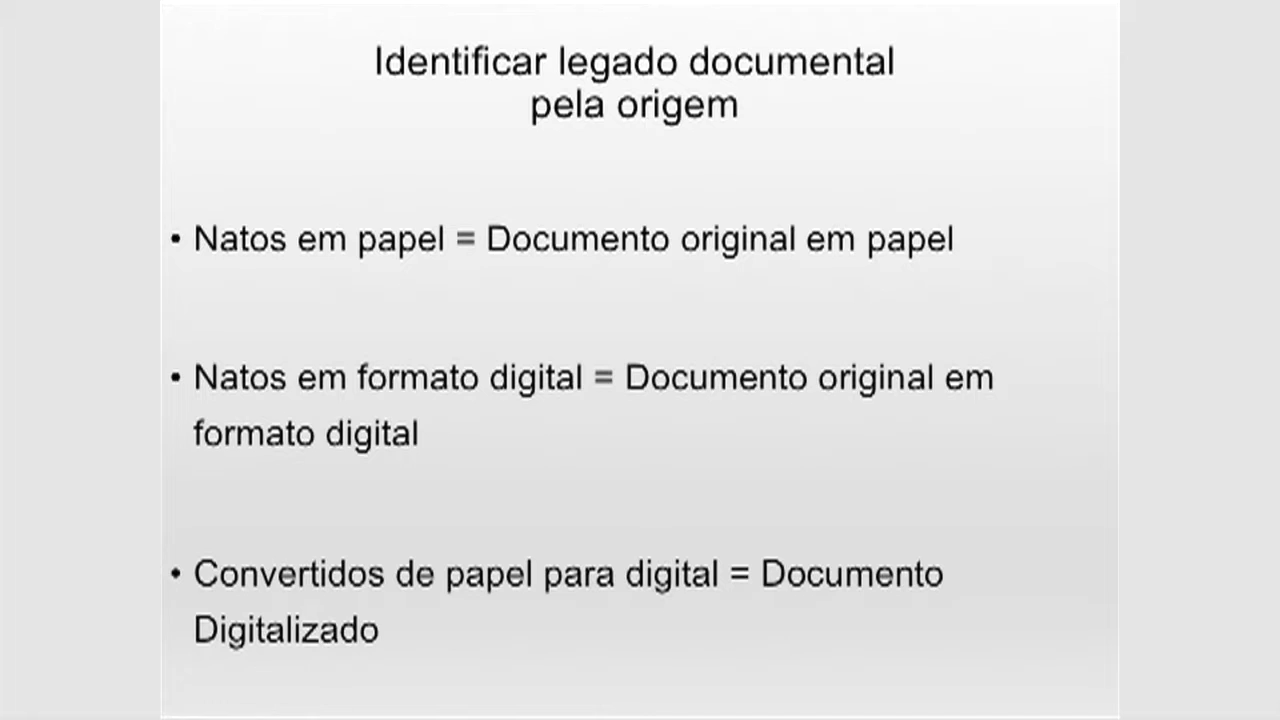 Identificar legado documental
pela origem
• Natos em papel = Documento original em papel
• Natos em formato digital = Documento original em
formato digital
• Convertidos de papel para digital = Documento
Digitalizado